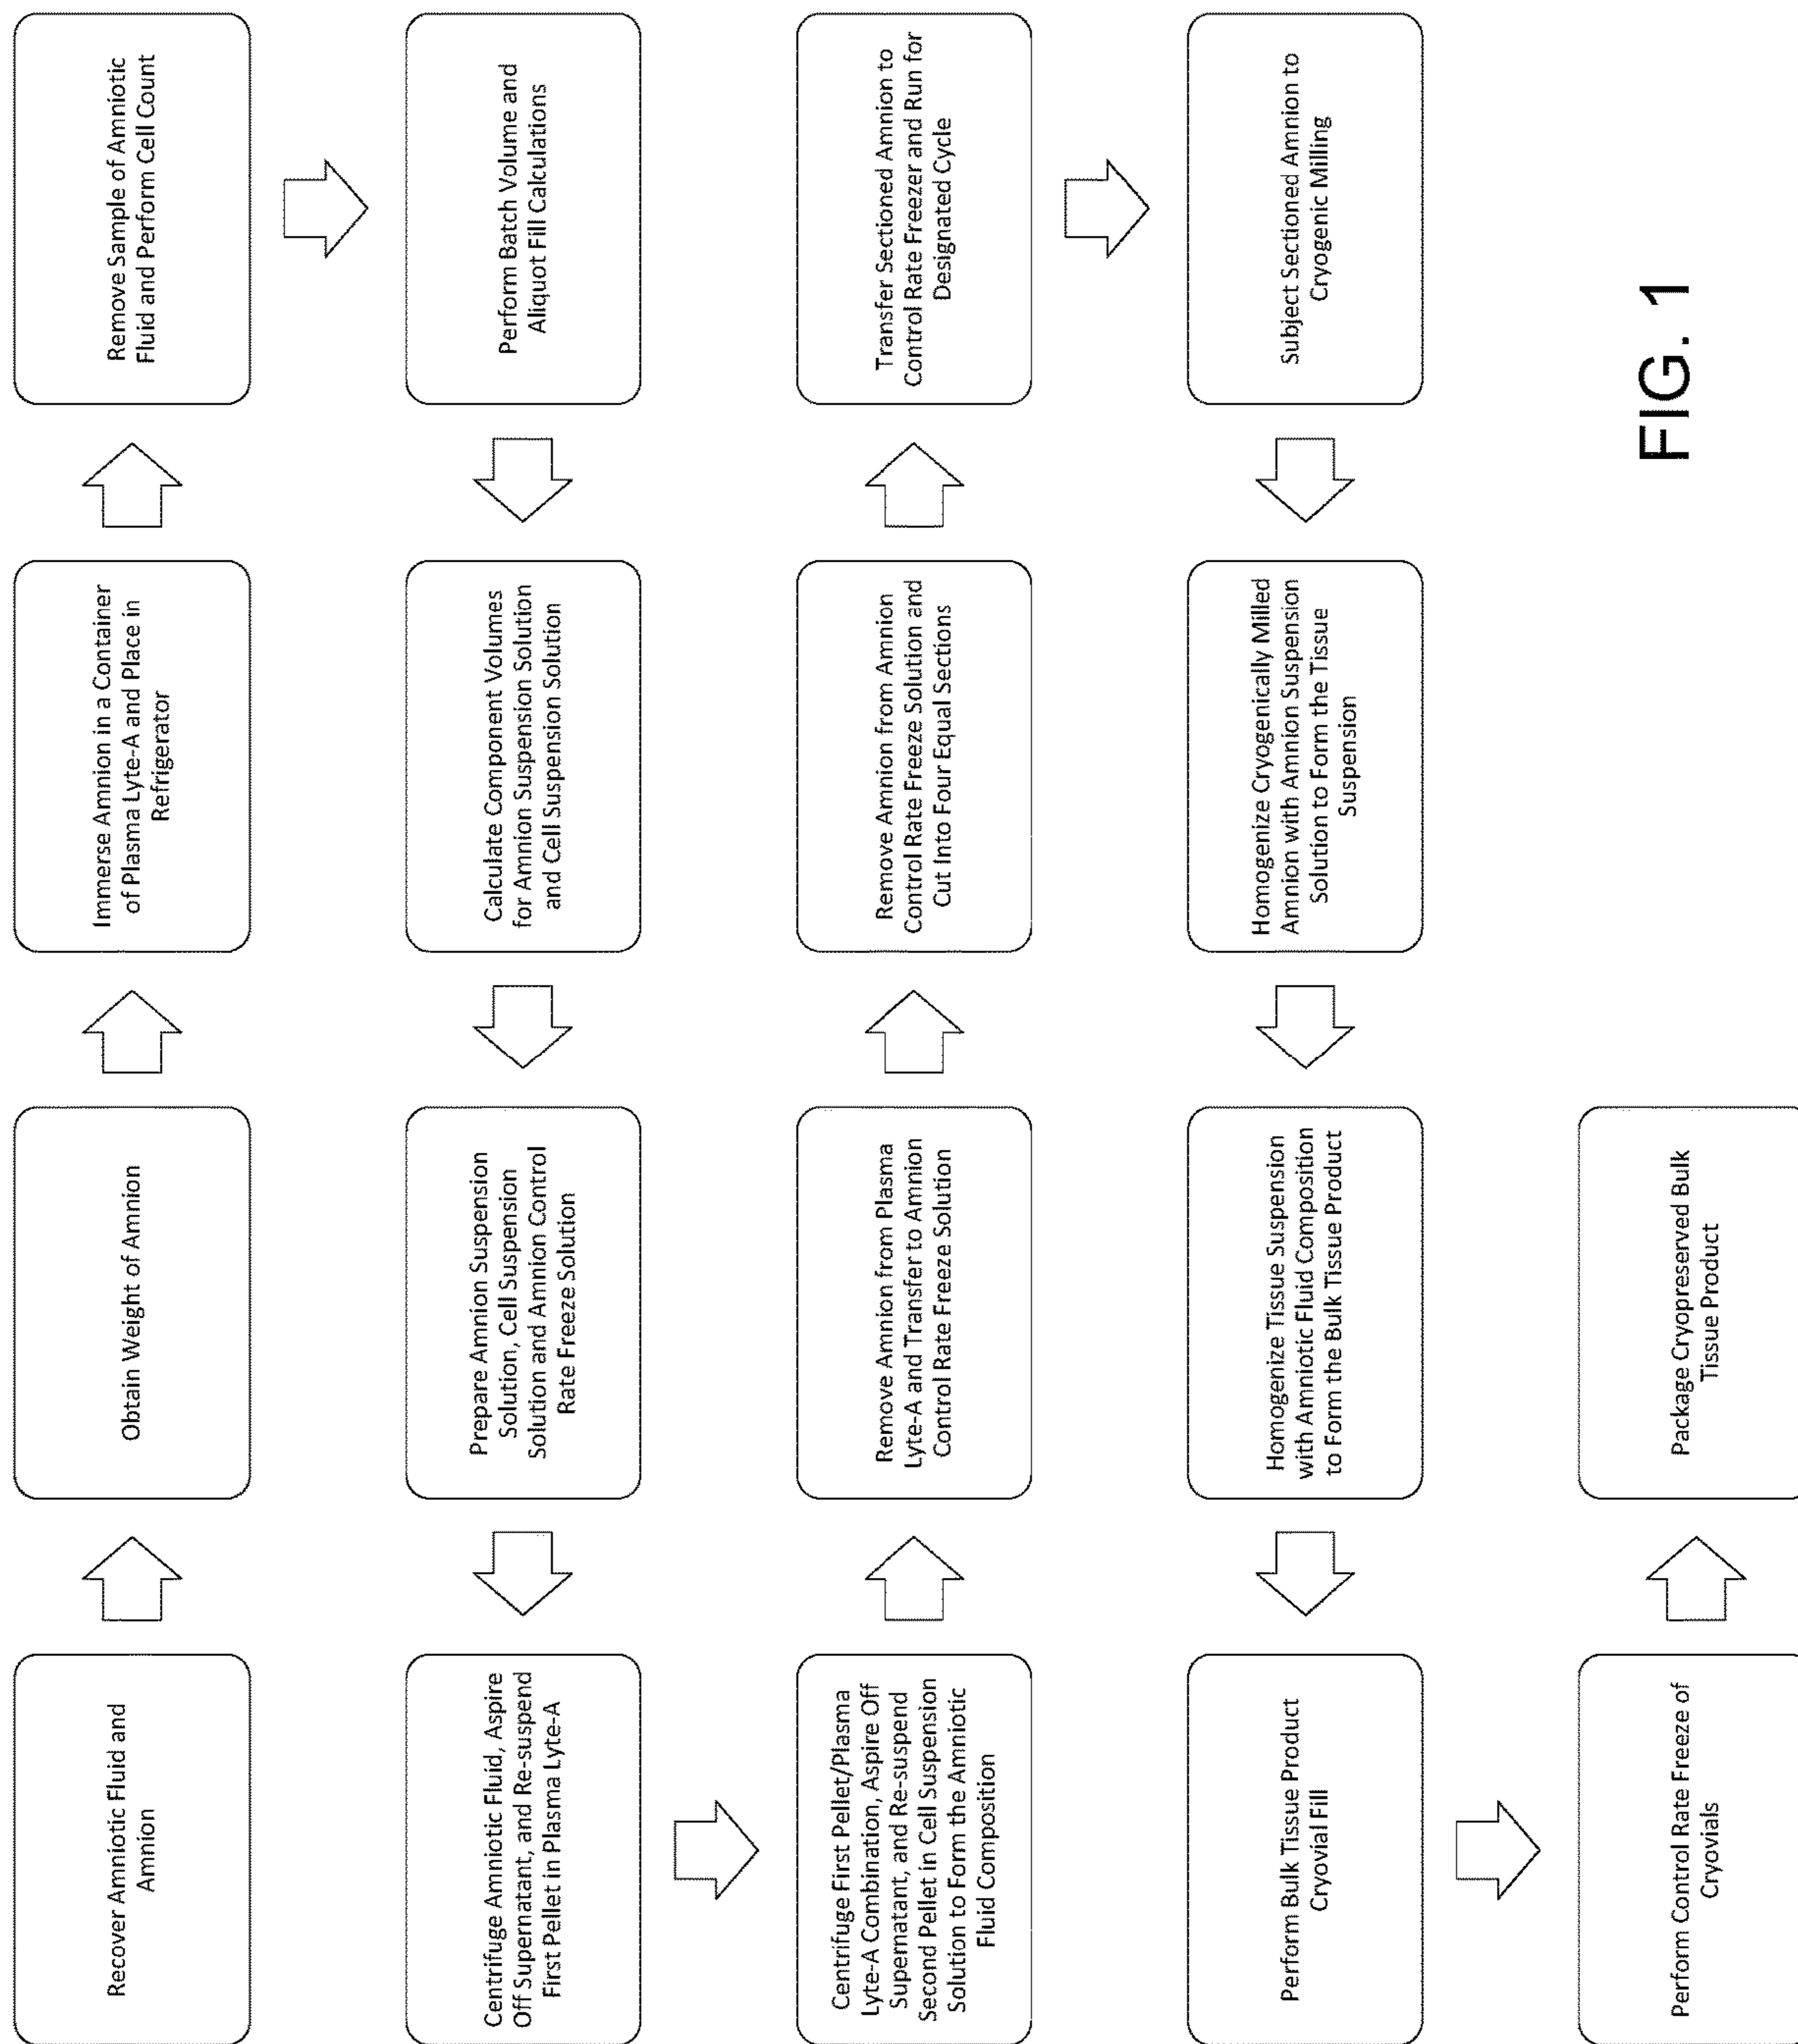 Recover Amniotic Fluid and
Amnion
Obtain Weight of Amnion
Immerse Amnion in a Container
of Plasma Lyte-A and Place in
Refrigerator
Remove Sample of Amniotic
Fluid and Perform Cell Count
Perform Batch Volume and
Aliquot Fill Calculations
Calculate Component Volumes
for Amnion Suspension Solution
and Cell Suspension Solution
Prepare Amnion Suspension
Solution, Cell Suspension
Solution and Amnion Control
Rate Freeze Solution
Centrifuge Amniotic Fluid, Aspire
Off Supernatant, and Re-suspend
First Pellet in Plasma Lyte-A
Centrifuge First Pellet/Plasma
Lyte-A Combination, Aspire Off
Supernatant, and Re-suspend
Second Pellet in Cell Suspension
Solution to Form the Amniotic
Fluid Composition
Remove Amnion from Plasma
Lyte-A and Transfer to Amnion
Control Rate Freeze Solution
Remove Amnion from Amnion
Control Rate Freeze Solution and
Cut Into Four Equal Sections
Transfer Sectioned Amnion to
Control Rate Freezer and Run for
Designated Cycle
Subject Sectioned Amnion to
Cryogenic Milling
Homogenize Cryogenically Milled
Amnion with Amnion Suspension
Solution to Form the Tissue
Suspension
Homogenize Tissue Suspension
with Amniotic Fluid Composition
to Form the Bulk Tissue Product
Perform Bulk Tissue Product
Cryovial Fill
Perform Control Rate Freeze of
Cryovials
Package Cryopreserved Bulk
Tissue Product
FIG. 1